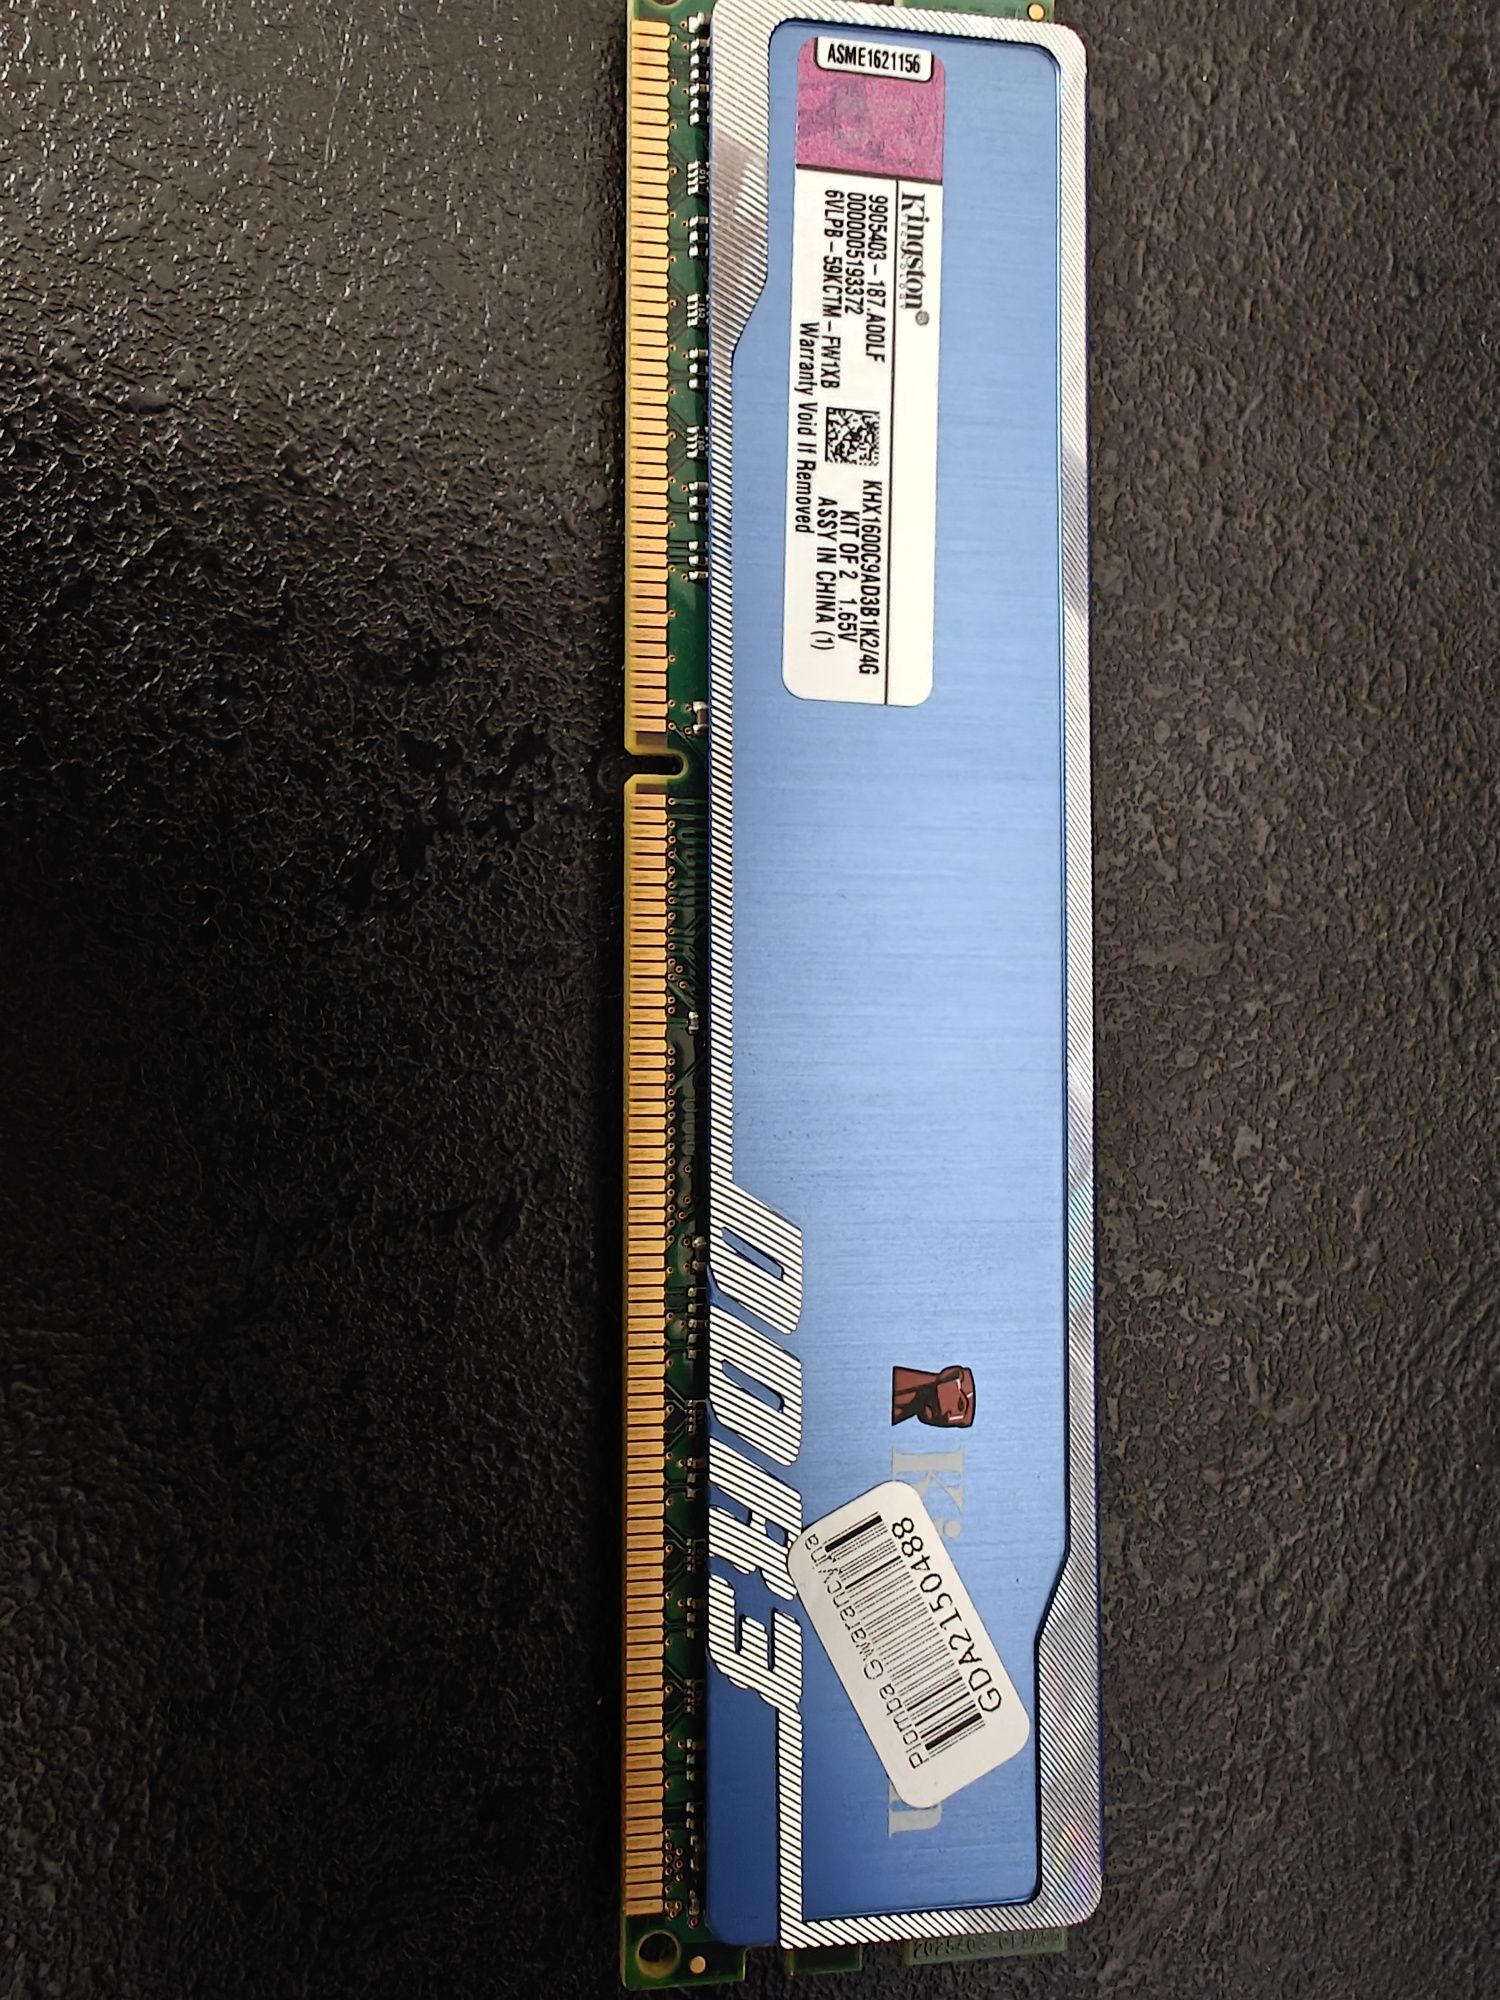 ASME1621156
Kingston®
TECHNOLOGY
9905403-187.A00LF
0000005193372
6VLPB-59KCTM-FW1XB
KHX1600C9AD3B1K2/4G
KIT OF 2 1.65V
ASSY IN CHINA (1)
Warranty Void If Removed
Plomba Gwarancyjna
GDA2150488